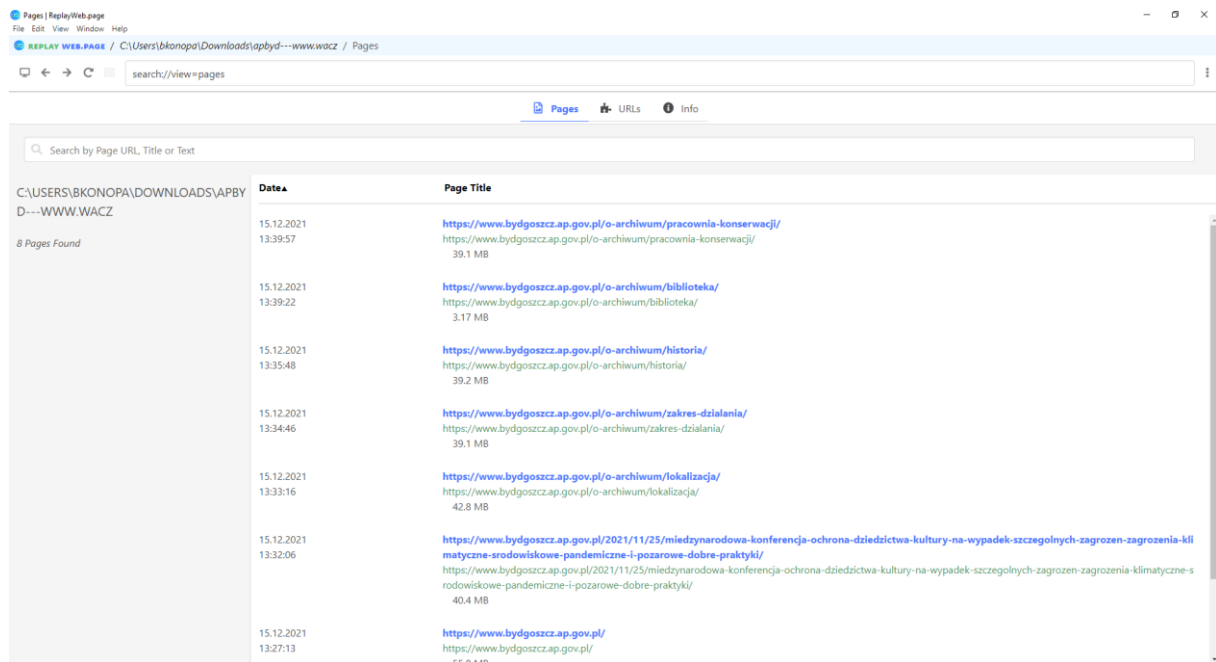 Pages | ReplayWeb.page
File Edit View Window Help
REPLAY WEB.PAGE / C:\Users\bkonopa\Downloads\apbyd---www.wacz / Pages
search://view=pages
Pages URLs Info
Search by Page URL, Title or Text
C:\USERS\BKONOPA\DOWNLOADS\APBY
D---WWW.WACZ
8 Pages Found
Date▲ Page Title
15.12.2021 https://www.bydgoszcz.ap.gov.pl/o-archiwum/pracownia-konserwacji/
13:39:57 https://www.bydgoszcz.ap.gov.pl/o-archiwum/pracownia-konserwacji/
39.1 MB
15.12.2021 https://www.bydgoszcz.ap.gov.pl/o-archiwum/biblioteka/
13:39:22 https://www.bydgoszcz.ap.gov.pl/o-archiwum/biblioteka/
3.17 MB
15.12.2021 https://www.bydgoszcz.ap.gov.pl/o-archiwum/historia/
13:35:48 https://www.bydgoszcz.ap.gov.pl/o-archiwum/historia/
39.2 MB
15.12.2021 https://www.bydgoszcz.ap.gov.pl/o-archiwum/zakres-dzialania/
13:34:46 https://www.bydgoszcz.ap.gov.pl/o-archiwum/zakres-dzialania/
39.1 MB
15.12.2021 https://www.bydgoszcz.ap.gov.pl/o-archiwum/lokalizacja/
13:33:16 https://www.bydgoszcz.ap.gov.pl/o-archiwum/lokalizacja/
42.8 MB
15.12.2021 https://www.bydgoszcz.ap.gov.pl/2021/11/25/miedzynarodowa-konferencja-ochrona-dziedzictwa-kultury-na-wypadek-szczegolnych-zagrozen-zagrozenia-kli
13:32:06 matyczne-srodowiskowe-pandemiczne-i-pozarowe-dobre-praktyki/
https://www.bydgoszcz.ap.gov.pl/2021/11/25/miedzynarodowa-konferencja-ochrona-dziedzictwa-kultury-na-wypadek-szczegolnych-zagrozen-zagrozenia-klimatyczne-s
rodowiskowe-pandemiczne-i-pozarowe-dobre-praktyki/
40.4 MB
15.12.2021 https://www.bydgoszcz.ap.gov.pl/
13:27:13 https://www.bydgoszcz.ap.gov.pl/